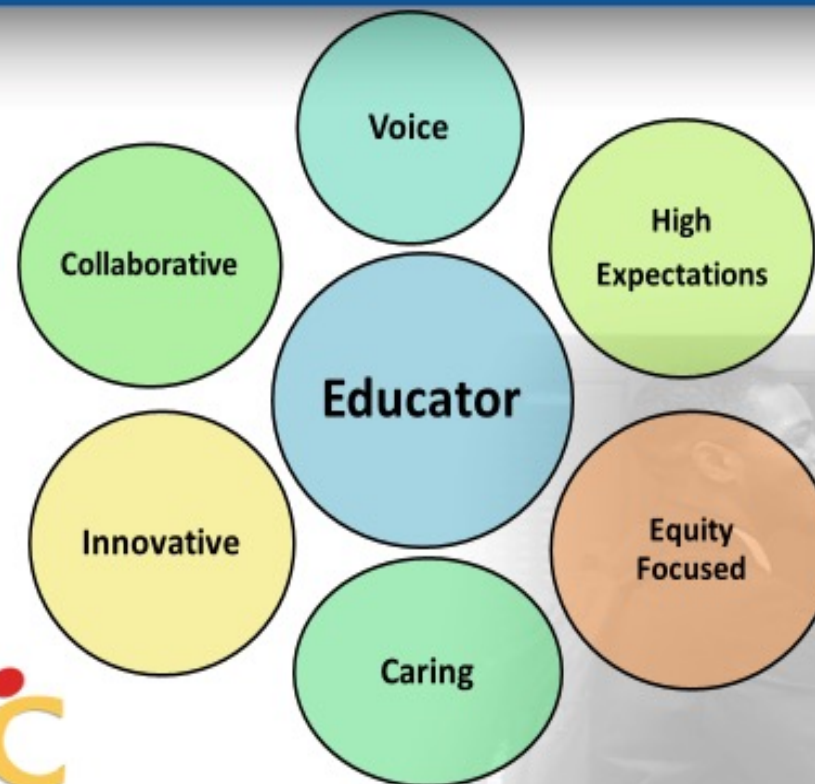 Voice
High
Expectations
Collaborative
Educator
Equity
Focused
Innovative
Caring
C